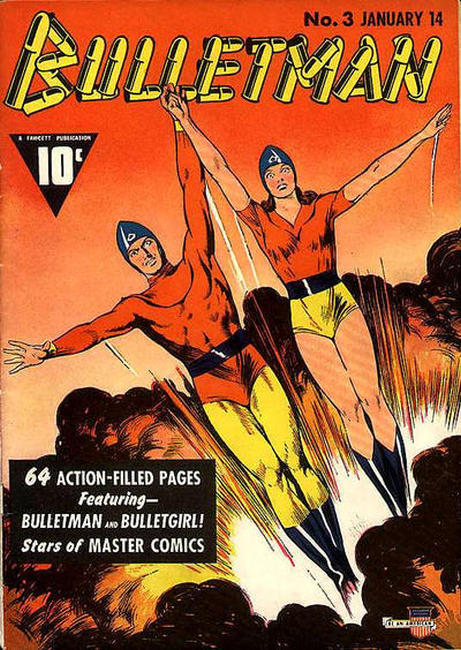 No. 3 JANUARY 14
BULLETMAN
A FAWCETT PUBLICATION
10¢
64 ACTION-FILLED PAGES
Featuring—
BULLETMAN AND BULLETGIRL!
Stars of MASTER COMICS
BE AN AMERICAN